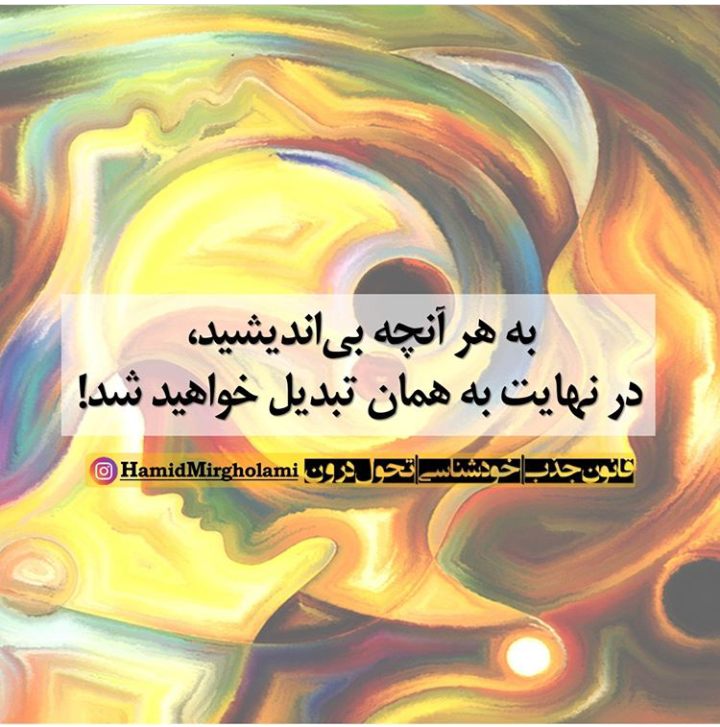 به هر آنچه بی‌اندیشید،
در نهایت به همان تبدیل خواهید شد!
قانون جذب|خودشناسی|تحول درون HamidMirgholami